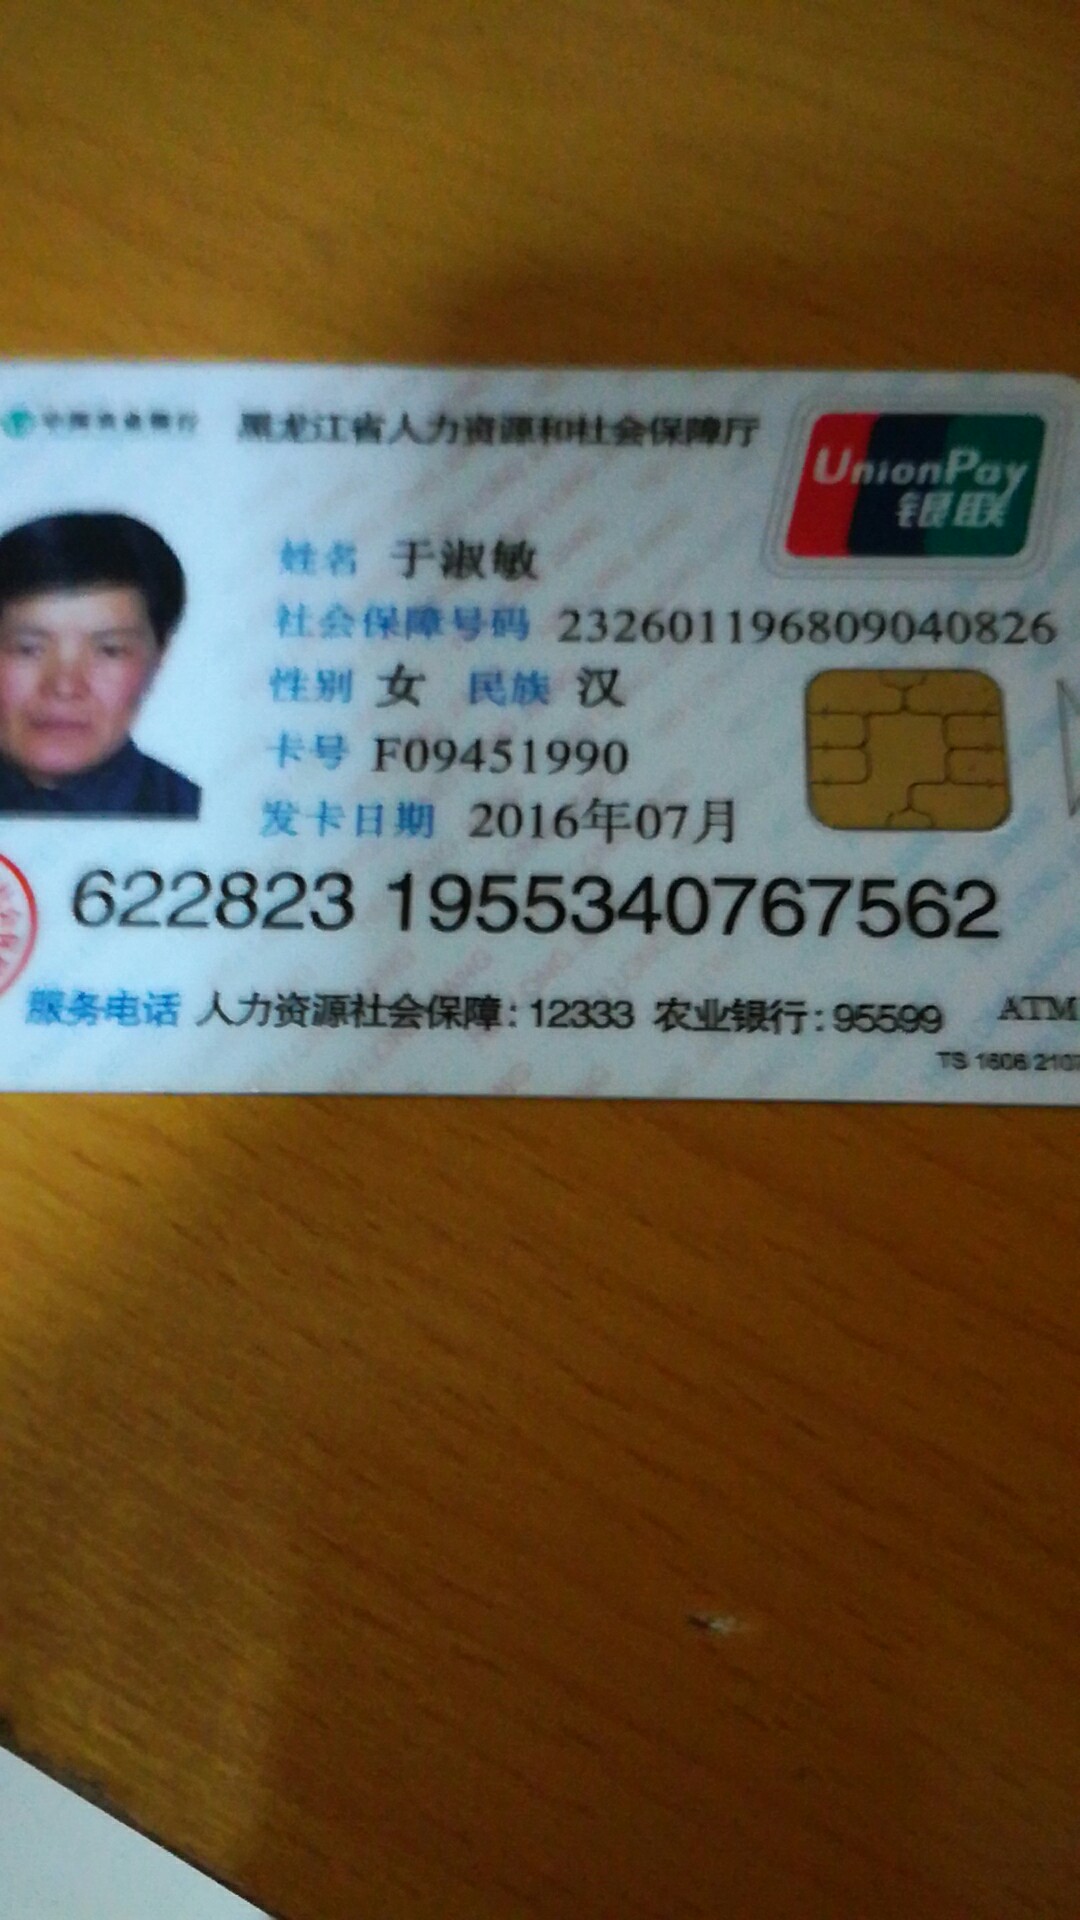 中国农业银行 黑龙江省人力资源和社会保障厅
UnionPay
银联
姓名 于淑敏
社会保障号码 232601196809040826
性别 女 民族 汉
卡号 F09451990
发卡日期 2016年07月
622823 1955340767562
服务电话 人力资源社会保障:12333 农业银行:95599 ATM
TS 1606 210